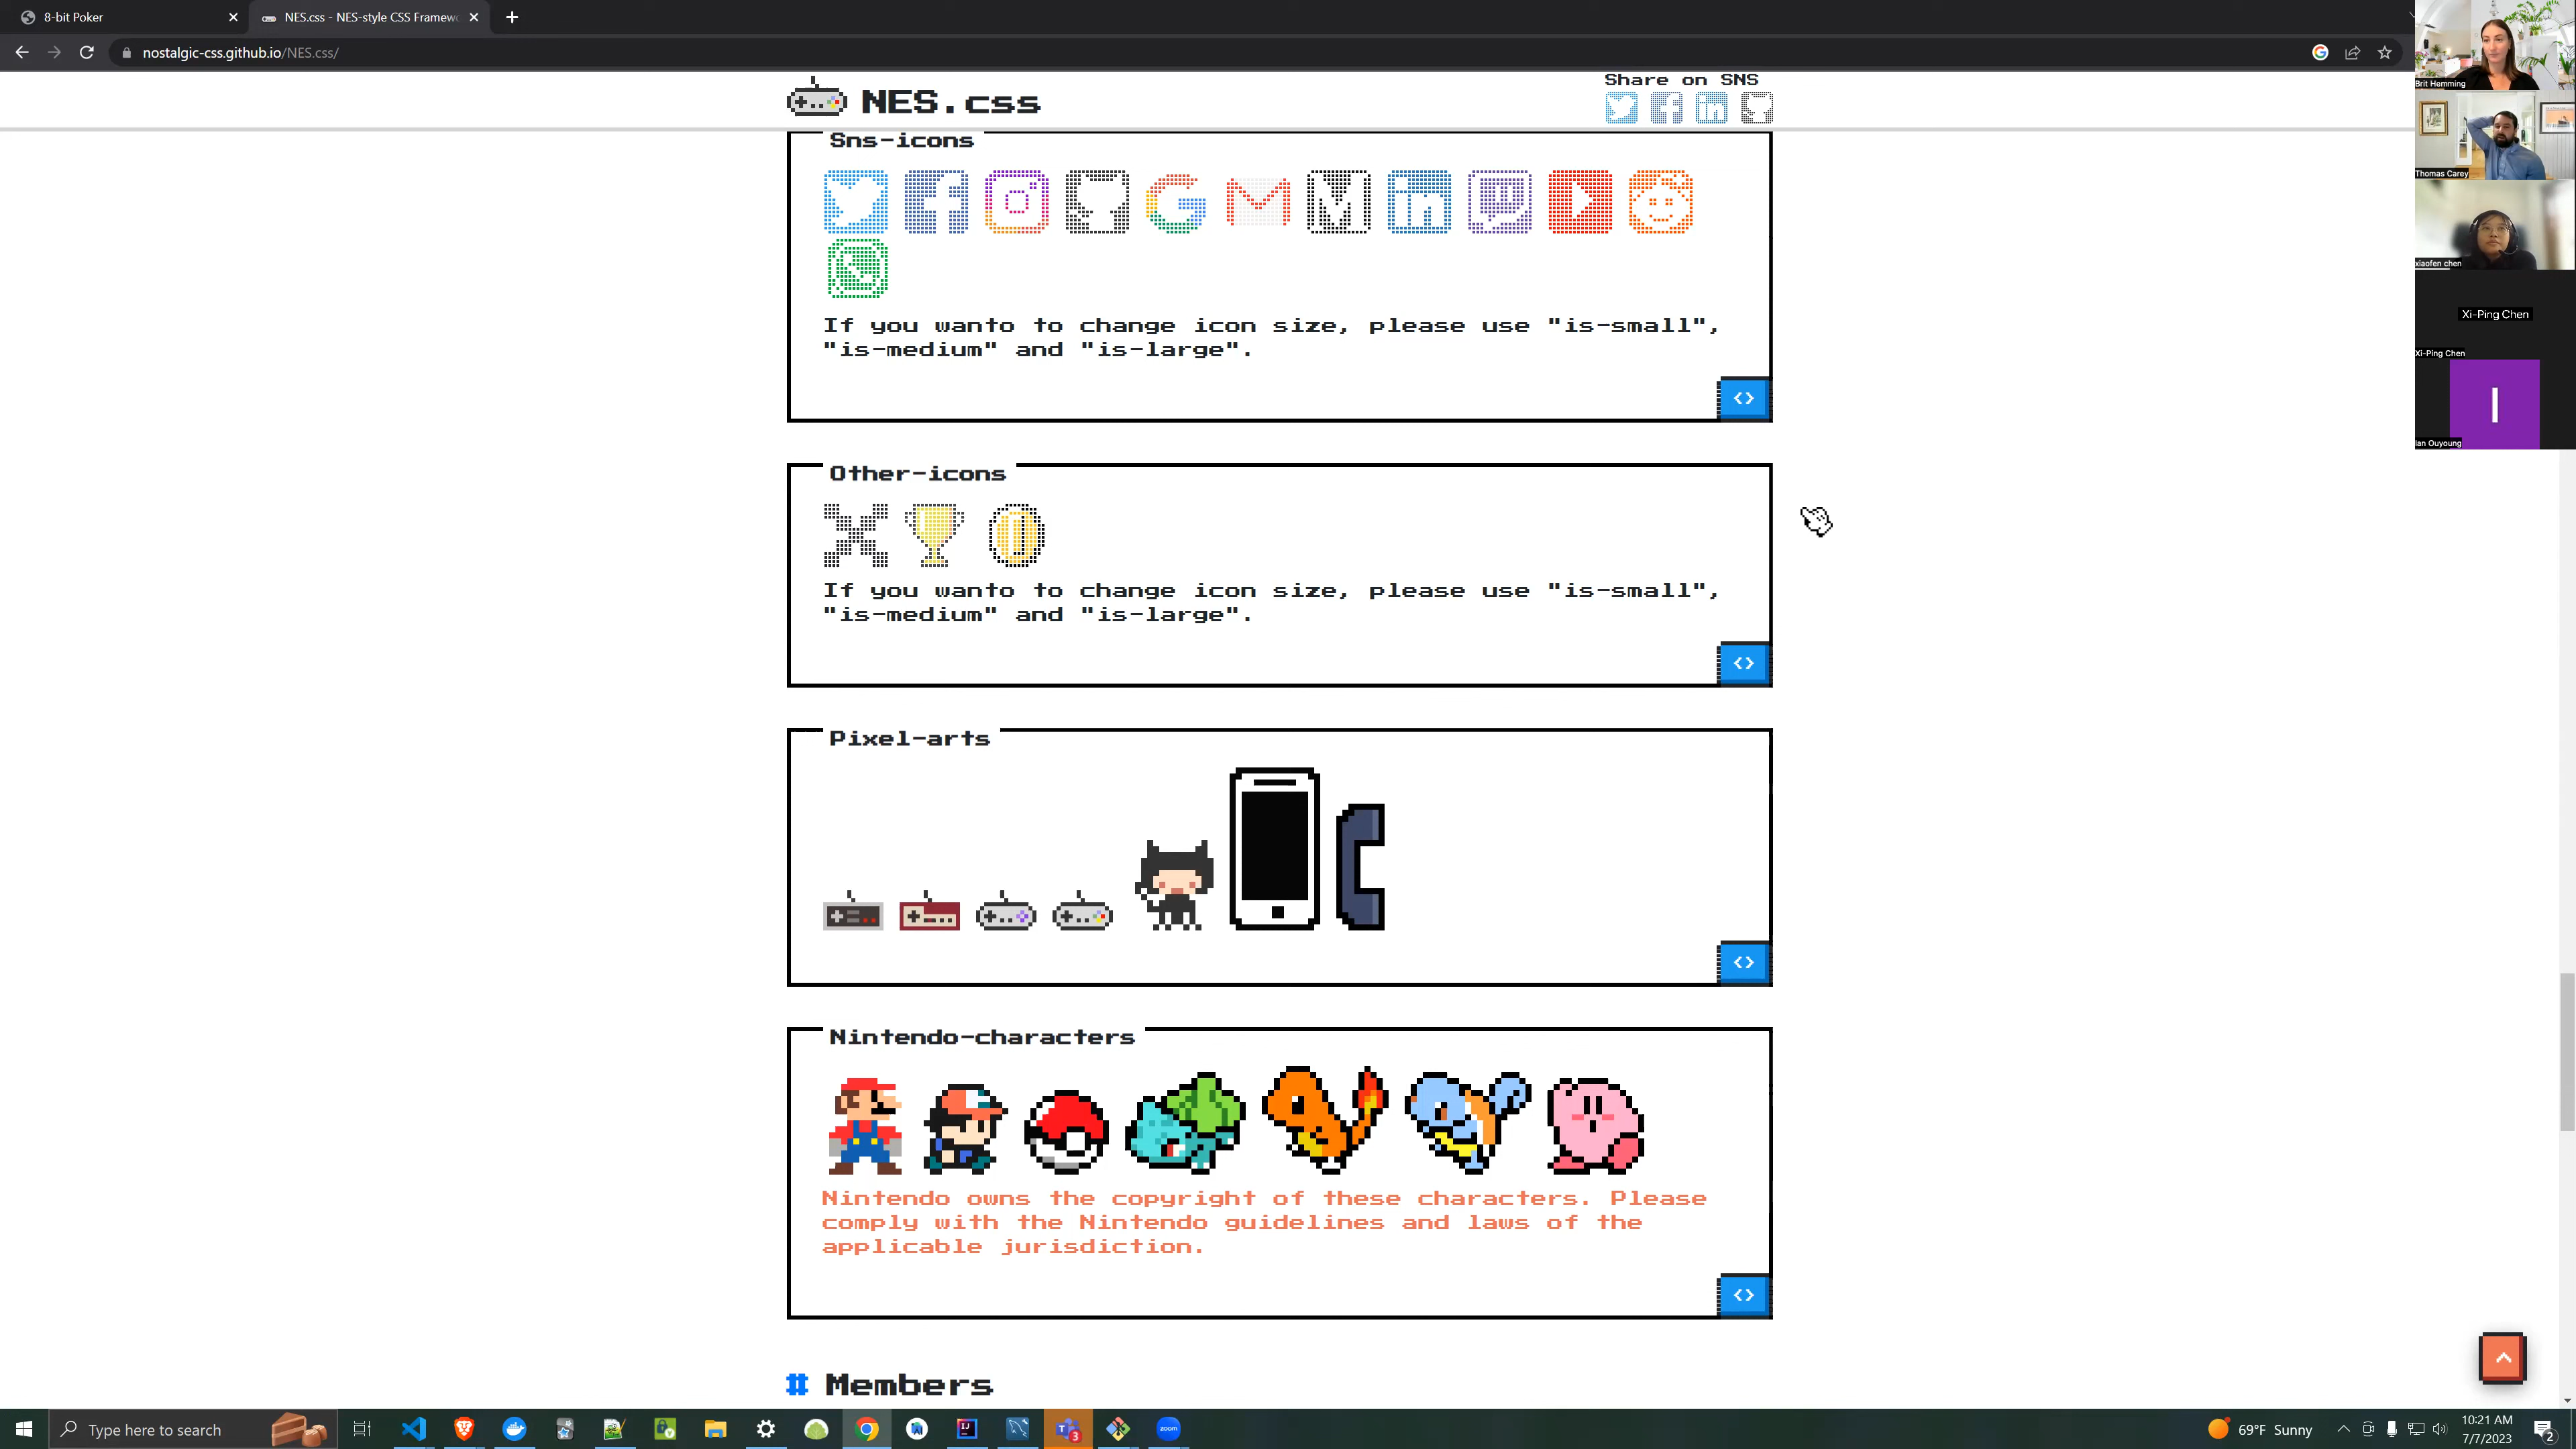 8-bit Poker
NES.css - NES-style CSS Framew
nostalgic-css.github.io/NES.css/
NES.css
Share on SNS
Sns-icons
If you wanto to change icon size, please use "is-small",
"is-medium" and "is-large".
<>
Other-icons
If you wanto to change icon size, please use "is-small",
"is-medium" and "is-large".
<>
Pixel-arts
<>
Nintendo-characters
Nintendo owns the copyright of these characters. Please
comply with the Nintendo guidelines and laws of the
applicable jurisdiction.
<>
# Members
Brit Hemming
Thomas Carey
xiaofen chen
Xi-Ping Chen
Xi-Ping Chen
I
Ian Ouyoung
Type here to search
IJ
T
3
zoom
69°F Sunny
10:21 AM
7/7/2023
2